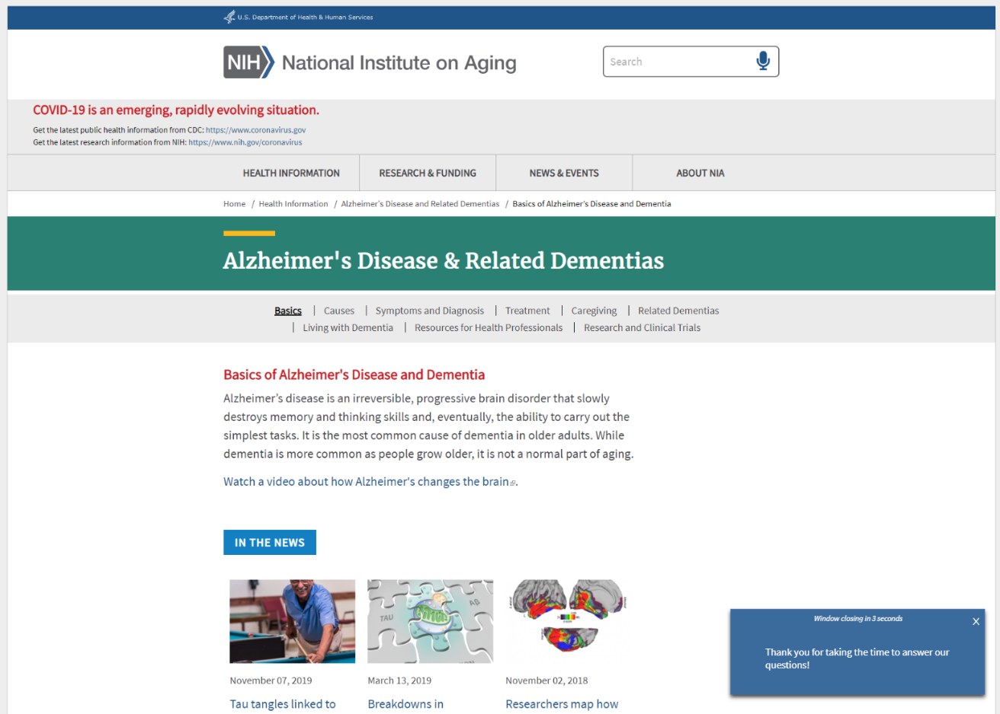 U.S. Department of Health & Human Services
NIH National Institute on Aging
Search
COVID-19 is an emerging, rapidly evolving situation.
Get the latest public health information from CDC: https://www.coronavirus.gov
Get the latest research information from NIH: https://www.nih.gov/coronavirus
HEALTH INFORMATION
RESEARCH & FUNDING
NEWS & EVENTS
ABOUT NIA
Home / Health Information / Alzheimer's Disease and Related Dementias / Basics of Alzheimer's Disease and Dementia
Alzheimer's Disease & Related Dementias
Basics | Causes | Symptoms and Diagnosis | Treatment | Caregiving | Related Dementias
| Living with Dementia | Resources for Health Professionals | Research and Clinical Trials
Basics of Alzheimer's Disease and Dementia
Alzheimer’s disease is an irreversible, progressive brain disorder that slowly
destroys memory and thinking skills and, eventually, the ability to carry out the
simplest tasks. It is the most common cause of dementia in older adults. While
dementia is more common as people grow older, it is not a normal part of aging.
Watch a video about how Alzheimer's changes the brain.
IN THE NEWS
TAU
Aβ
November 07, 2019
Tau tangles linked to
March 13, 2019
Breakdowns in
November 02, 2018
Researchers map how
Window closing in 3 seconds
X
Thank you for taking the time to answer our
questions!